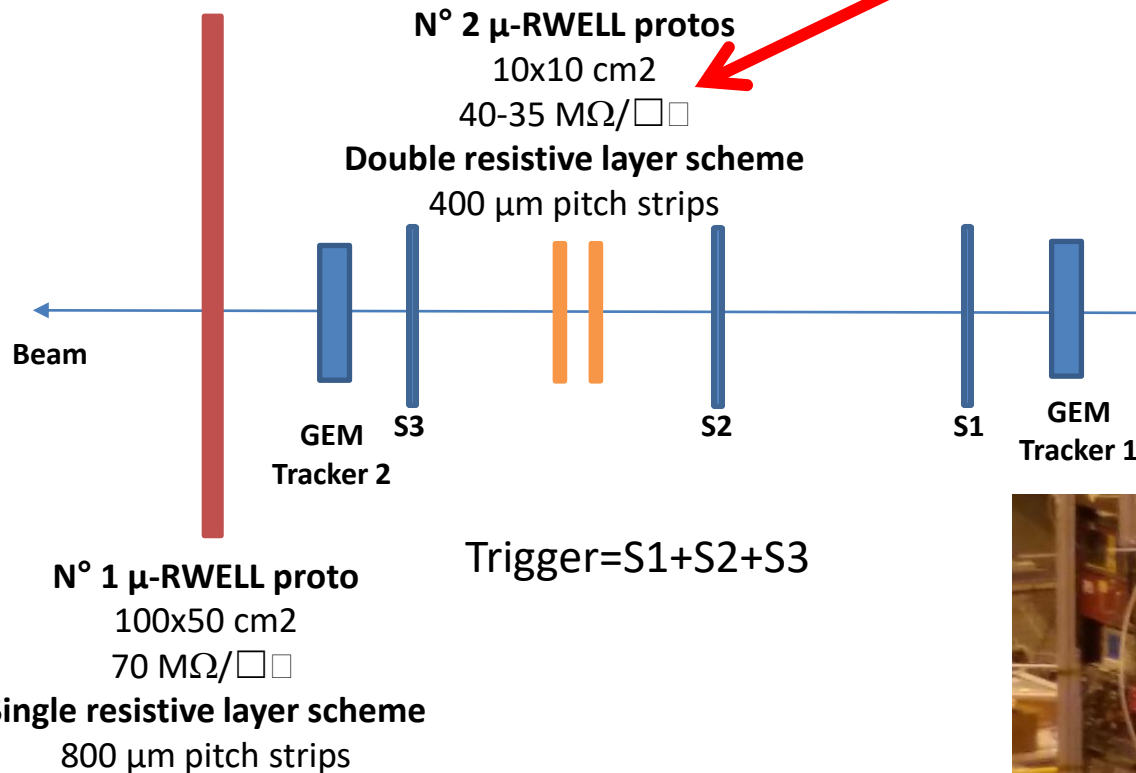 N° 2 µ-RWELL protos
10x10 cm2
40-35 MΩ/□□
Double resistive layer scheme
400 µm pitch strips
Beam
GEM
Tracker 2
S3
S2
S1
GEM
Tracker 1
Trigger=S1+S2+S3
N° 1 µ-RWELL proto
100x50 cm2
70 MΩ/□□
Single resistive layer scheme
800 µm pitch strips